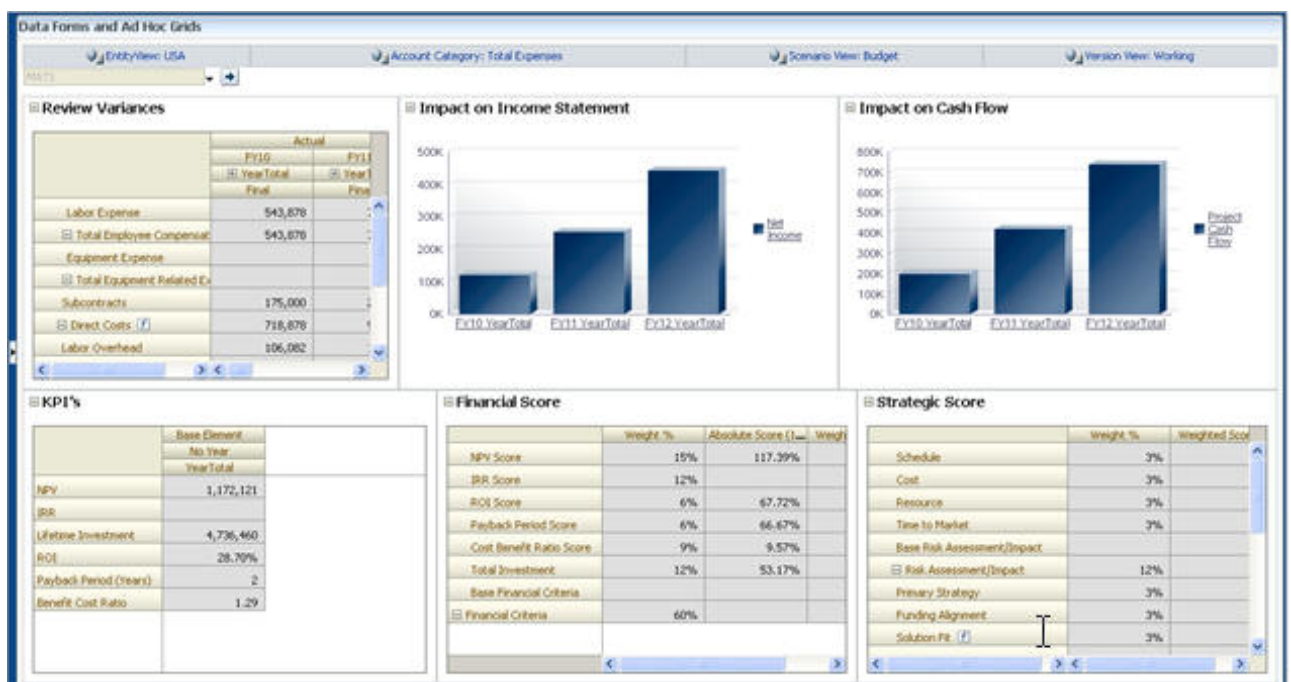 Data Forms and Ad Hoc Grids
EntityView: USA Account Category: Total Expenses Scenario View: Budget Version View: Working
Review Variances
Actual
FY10 FY11
YearTotal
Final
Labor Expense 543,878
Total Employee Compensat 543,878
Equipment Expense
Total Equipment Related Ex
Subcontracts 175,000
Direct Costs 718,878
Labor Overhead 106,082
Impact on Income Statement
500K
400K
300K
200K
100K
0K
FY10 YearTotal FY11 YearTotal FY12 YearTotal
Net
Income
Impact on Cash Flow
800K
700K
600K
500K
400K
300K
200K
100K
0K
FY10 YearTotal FY11 YearTotal FY12 YearTotal
Project
Cash
Flow
KPI's
Base Element
No Year
YearTotal
NPV 1,172,121
IRR
Lifetime Investment 4,736,460
ROI 28.70%
Payback Period (Years) 2
Benefit Cost Ratio 1.29
Financial Score
Weight % Absolute Score (1... Weigh
NPV Score 15% 117.39%
IRR Score 12%
ROI Score 6% 67.72%
Payback Period Score 6% 66.67%
Cost Benefit Ratio Score 9% 9.57%
Total Investment 12% 53.17%
Base Financial Criteria
Financial Criteria 60%
Strategic Score
Weight % Weighted Scor
Schedule 3%
Cost 3%
Resource 3%
Time to Market 3%
Base Risk Assessment/Impact
Risk Assessment/Impact 12%
Primary Strategy 3%
Funding Alignment 3%
Solution Fit 3%